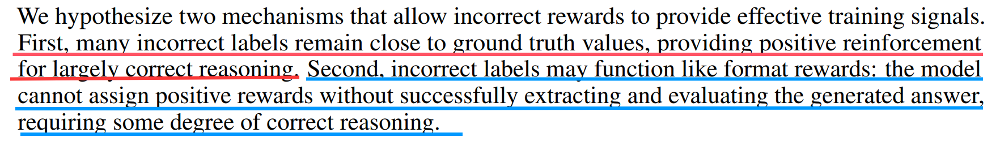 We hypothesize two mechanisms that allow incorrect rewards to provide effective training signals.
First, many incorrect labels remain close to ground truth values, providing positive reinforcement
for largely correct reasoning. Second, incorrect labels may function like format rewards: the model
cannot assign positive rewards without successfully extracting and evaluating the generated answer,
requiring some degree of correct reasoning.